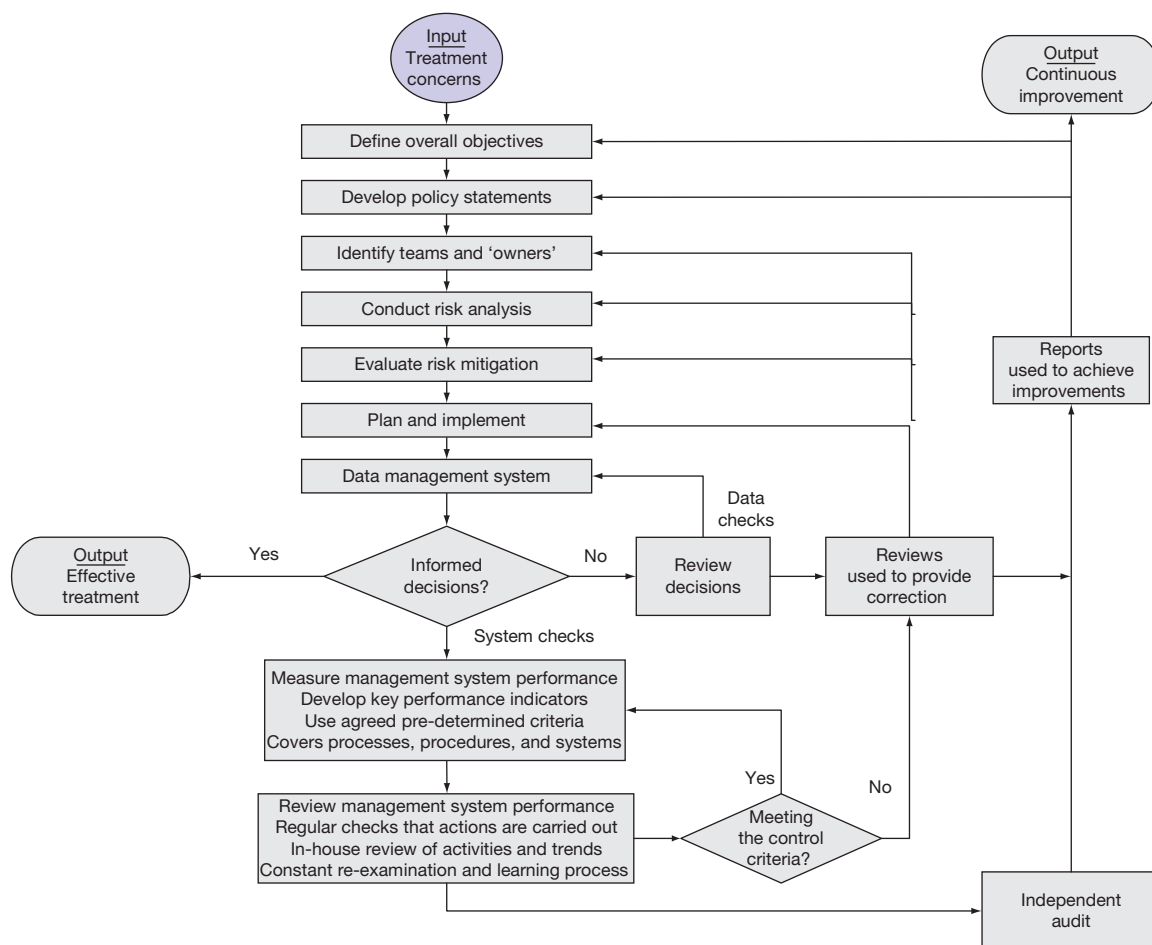 Input
Treatment
concerns
Output
Continuous
improvement
Define overall objectives
Develop policy statements
Identify teams and ‘owners’
Conduct risk analysis
Evaluate risk mitigation
Reports
used to achieve
improvements
Plan and implement
Data management system
Data
checks
Output
Effective
treatment
Yes
Informed
decisions?
No
Review
decisions
Reviews
used to provide
correction
System checks
Measure management system performance
Develop key performance indicators
Use agreed pre-determined criteria
Covers processes, procedures, and systems
Yes
No
Review management system performance
Regular checks that actions are carried out
In-house review of activities and trends
Constant re-examination and learning process
Meeting
the control
criteria?
Independent
audit